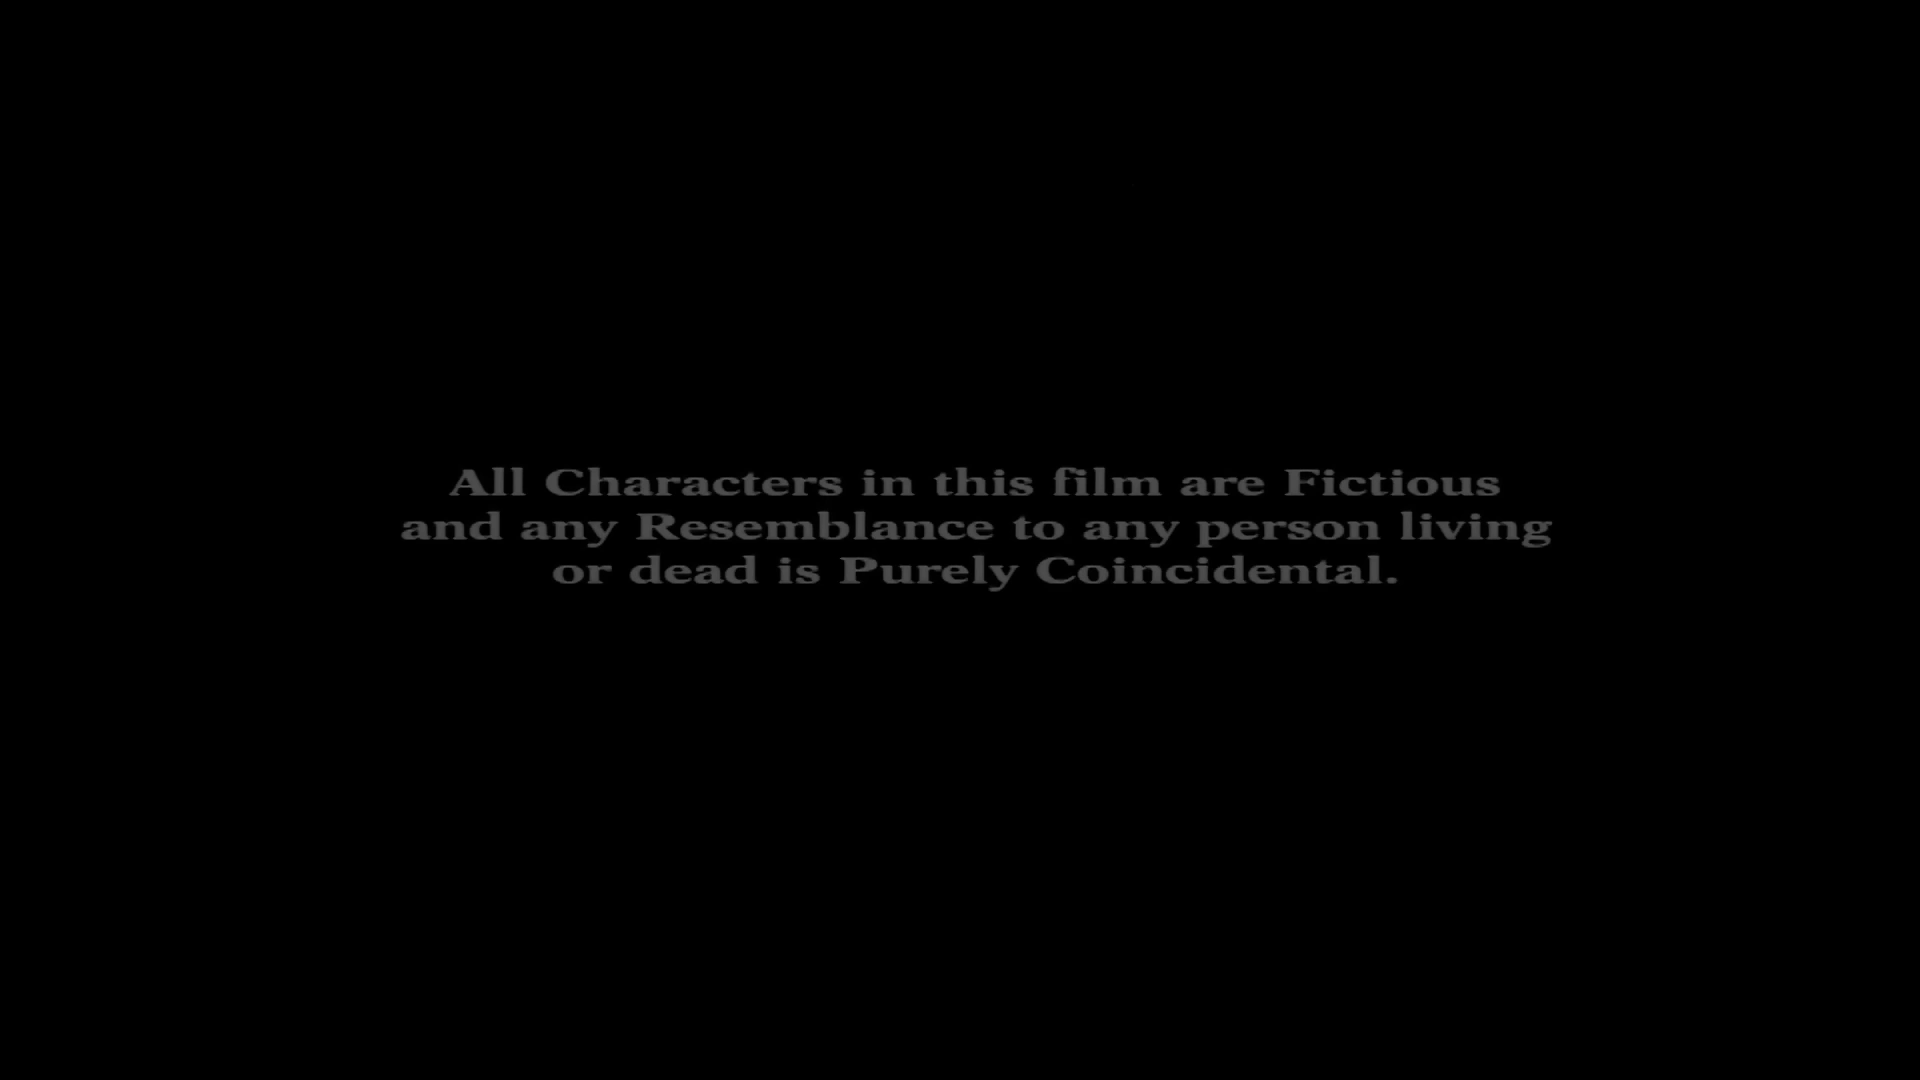 All Characters in this film are Fictious
and any Resemblance to any person living
or dead is Purely Coincidental.